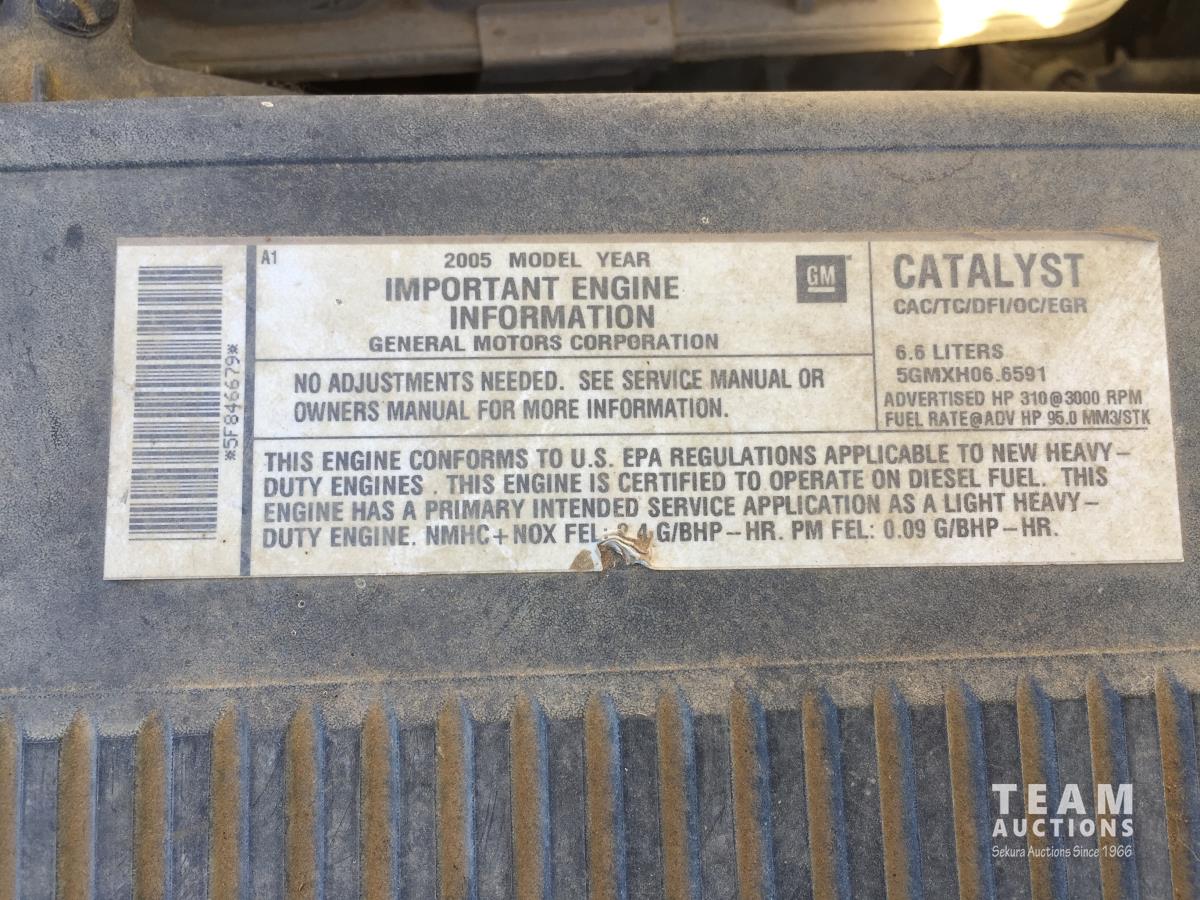 *5F846679*
A1
2005 MODEL YEAR
IMPORTANT ENGINE
INFORMATION
GENERAL MOTORS CORPORATION
GM
NO ADJUSTMENTS NEEDED. SEE SERVICE MANUAL OR
OWNERS MANUAL FOR MORE INFORMATION.
CATALYST
CAC/TC/DFI/OC/EGR
6.6 LITERS
5GMXH06.6591
ADVERTISED HP 310@3000 RPM
FUEL RATE@ADV HP 95.0 MM3/STK
THIS ENGINE CONFORMS TO U.S. EPA REGULATIONS APPLICABLE TO NEW HEAVY-
DUTY ENGINES . THIS ENGINE IS CERTIFIED TO OPERATE ON DIESEL FUEL. THIS
ENGINE HAS A PRIMARY INTENDED SERVICE APPLICATION AS A LIGHT HEAVY-
DUTY ENGINE. NMHC+NOX FEL: G/BHP-HR. PM FEL: 0.09 G/BHP-HR.
TEAM
AUCTIONS
Sekura Auctions Since 1966